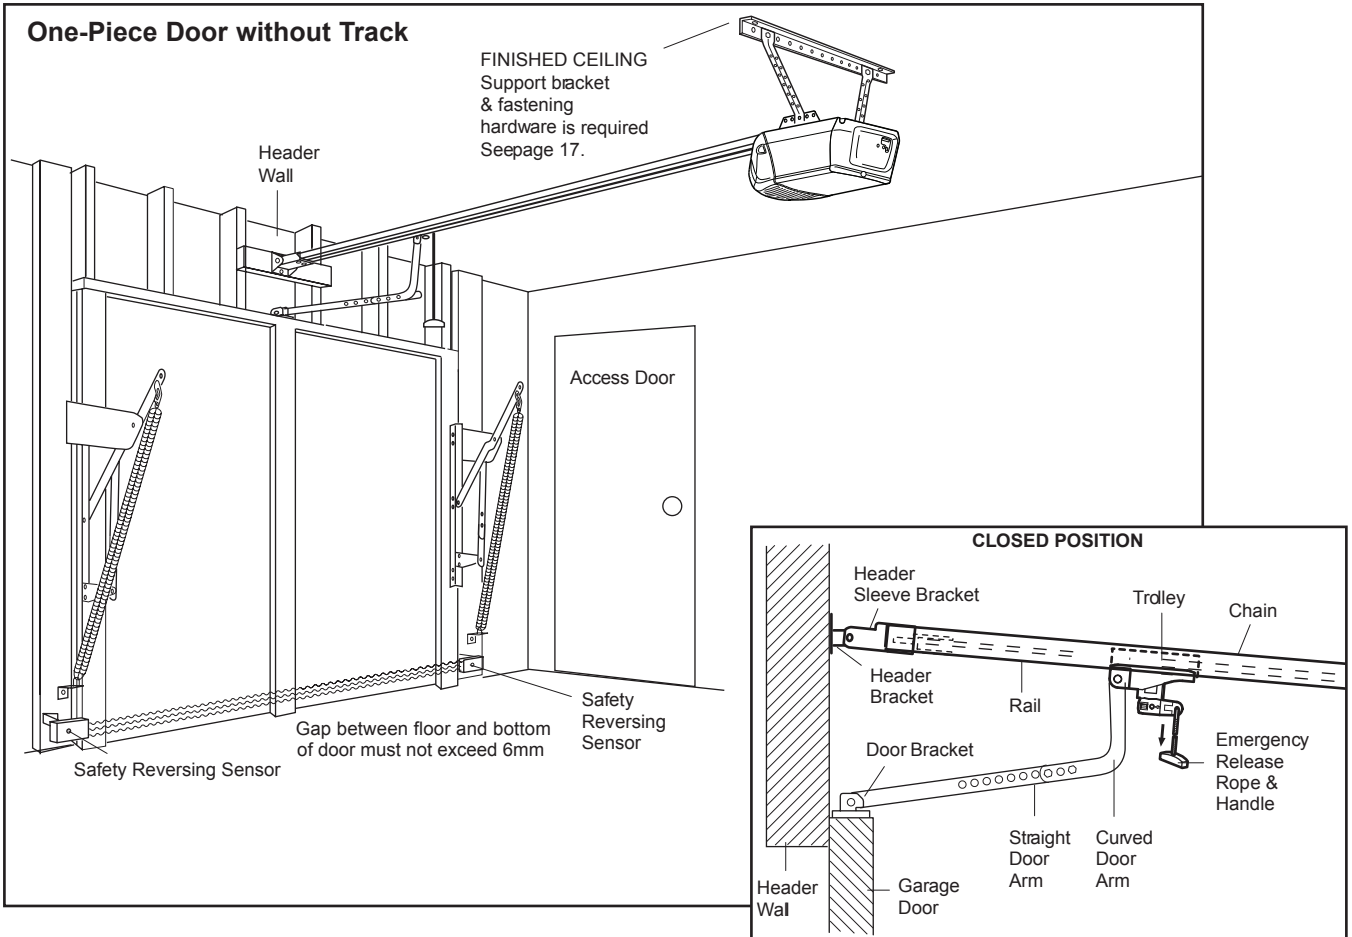 One-Piece Door without Track
FINISHED CEILING
Support bracket
& fastening
hardware is required
Seepage 17.
Header
Wall
Access Door
Gap between floor and bottom
of door must not exceed 6mm
Safety
Reversing
Sensor
Safety Reversing Sensor
CLOSED POSITION
Header
Sleeve Bracket
Trolley
Chain
Header
Bracket
Rail
Door Bracket
Emergency
Release
Rope &
Handle
Straight
Door
Arm
Curved
Door
Arm
Header
Wall
Garage
Door